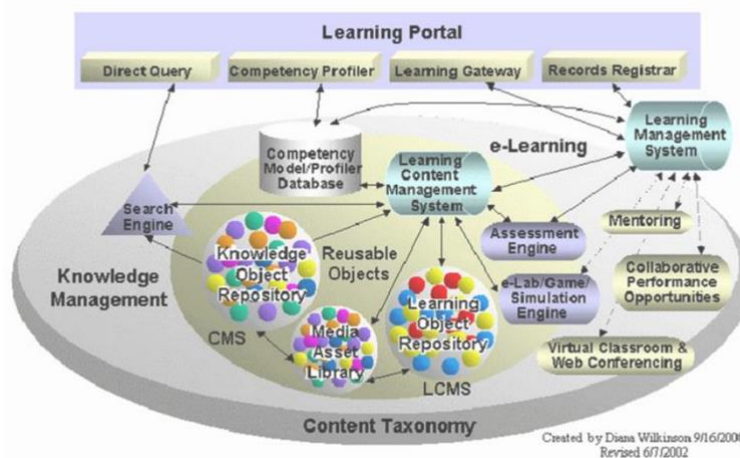 Learning Portal
Direct Query
Competency Profiler
Learning Gateway
Records Registrar
Learning
Management
System
e-Learning
Competency
Model/Profiler
Database
Learning
Content
Management
System
Search
Engine
Assessment
Engine
Mentoring
Knowledge
Object
Repository
Reusable
Objects
Knowledge
Management
e-Lab/Game/
Simulation
Engine
Collaborative
Performance
Opportunities
Learning
Object
Repository
Media
Asset
Library
CMS
LCMS
Virtual Classroom &
Web Conferencing
Content Taxonomy
Created by Diana Wilkinson
Revised 6/7/2002